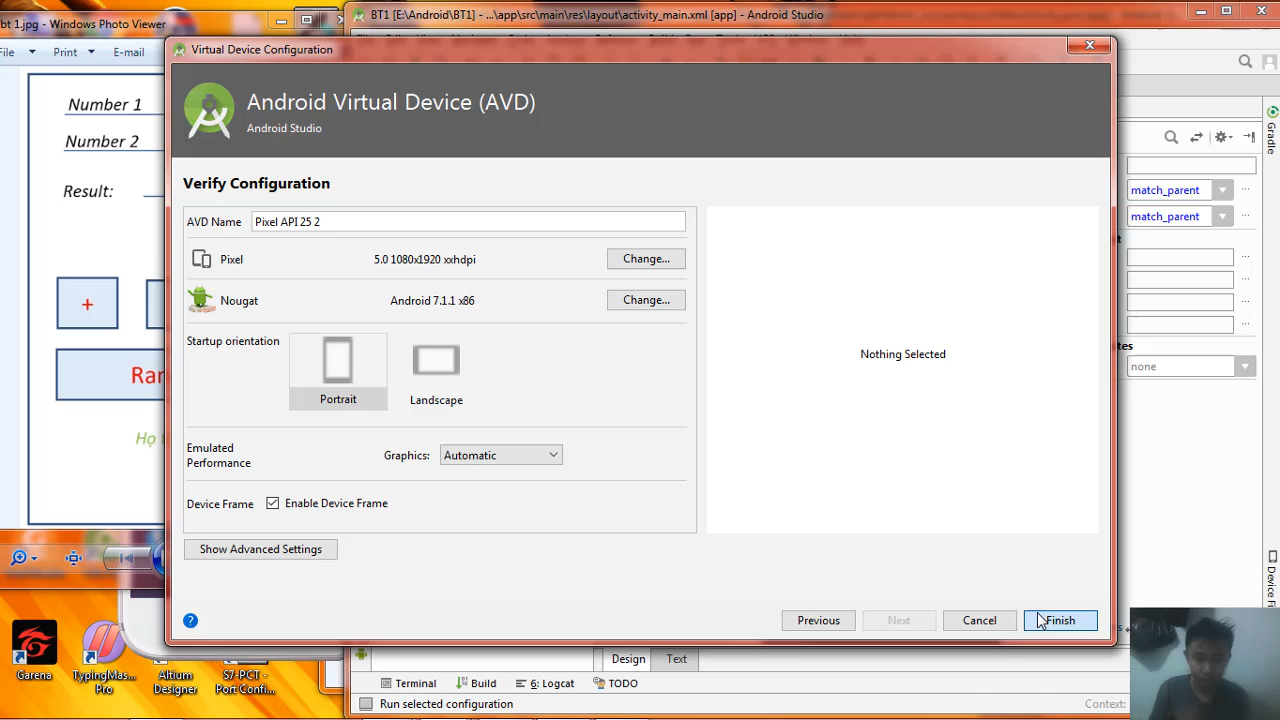 bt 1.jpg - Windows Photo Viewer
BT1 [E:\Android\BT1] - ...\app\src\main\res\layout\activity_main.xml [app] - Android Studio
File
Print
E-mail
Virtual Device Configuration
Android Virtual Device (AVD)
Android Studio
Number 1
Number 2
Result:
+
Verify Configuration
AVD Name
Pixel API 25 2
Pixel
5.0 1080x1920 xxhdpi
Change...
Nougat
Android 7.1.1 x86
Change...
Startup orientation
Portrait
Landscape
Emulated
Performance
Graphics:
Automatic
Device Frame
Enable Device Frame
Show Advanced Settings
Nothing Selected
?
Previous
Next
Cancel
Finish
Gradle
match_parent
match_parent
none
Garena
TypingMas...
Pro
Altium
Designer
S7-PCT -
Port Confi...
Design
Text
Terminal
Build
6: Logcat
TODO
Run selected configuration
Context: